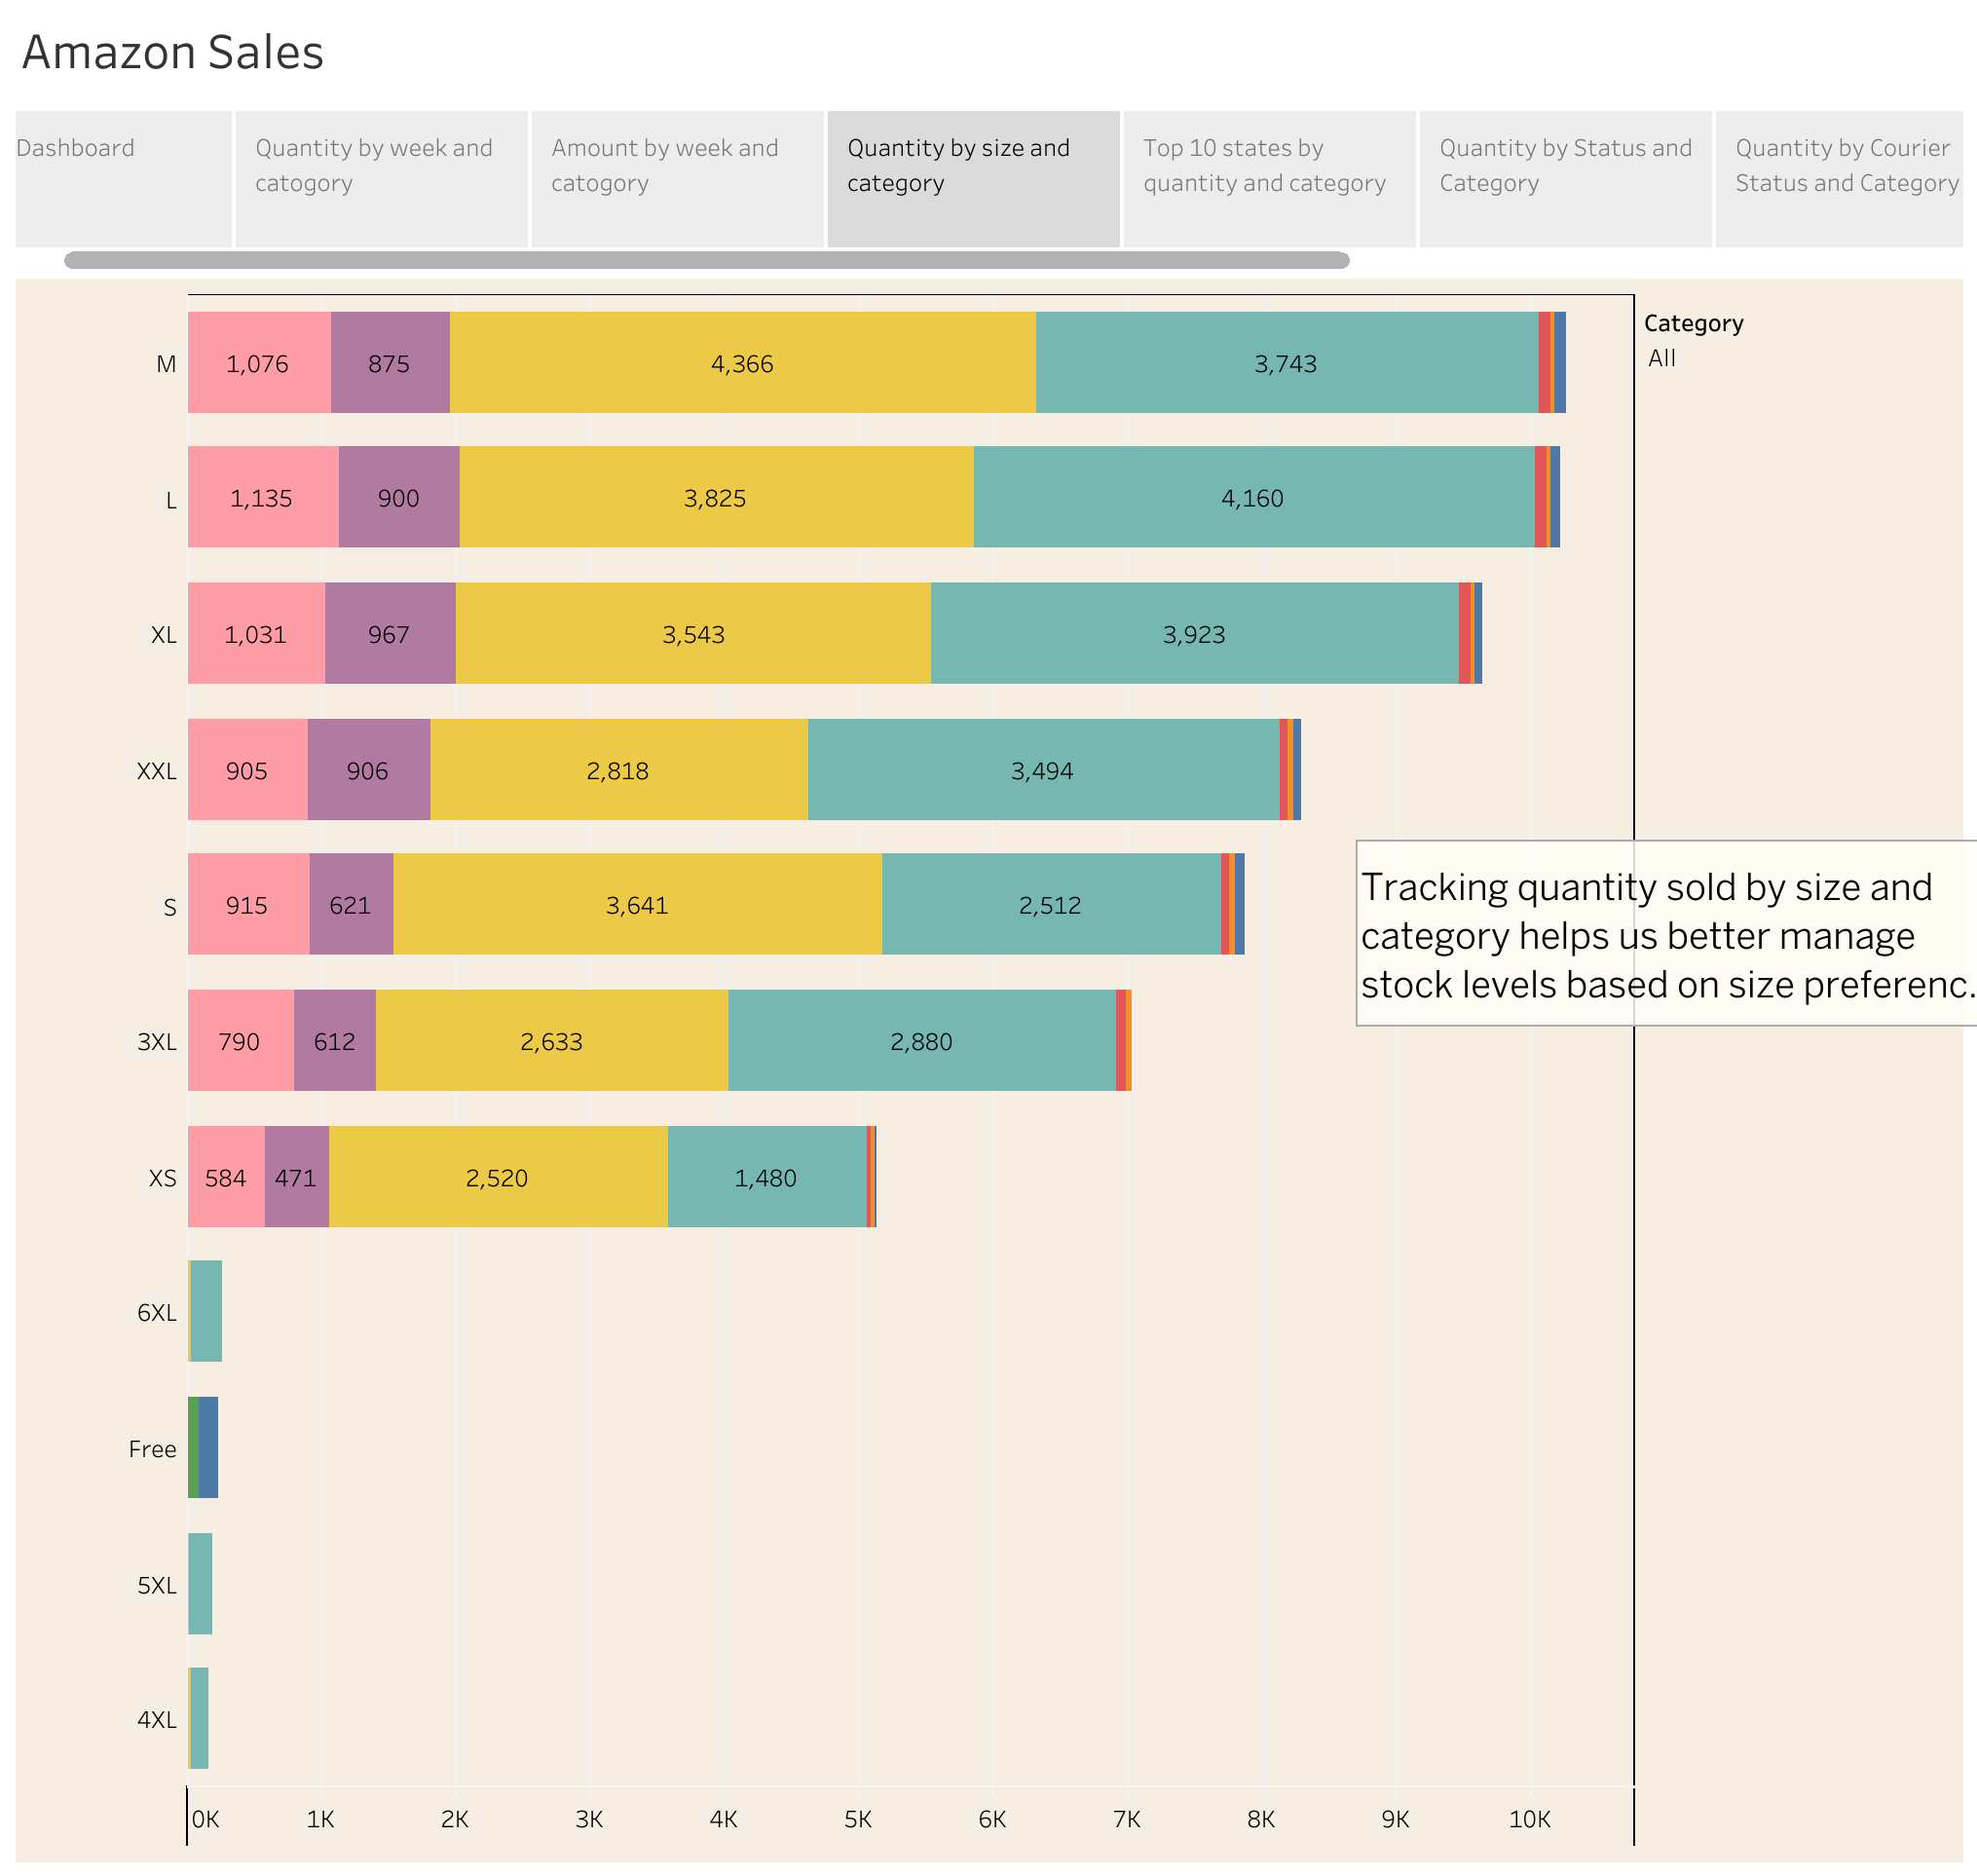 Amazon Sales
Dashboard
Quantity by week and
catogory
Amount by week and
catogory
Quantity by size and
category
Top 10 states by
quantity and category
Quantity by Status and
Category
Quantity by Courier
Status and Category
Category
All
M 1,076 875 4,366 3,743
L 1,135 900 3,825 4,160
XL 1,031 967 3,543 3,923
XXL 905 906 2,818 3,494
S 915 621 3,641 2,512
Tracking quantity sold by size and
category helps us better manage
stock levels based on size preferenc.
3XL 790 612 2,633 2,880
XS 584 471 2,520 1,480
6XL
Free
5XL
4XL
0K 1K 2K 3K 4K 5K 6K 7K 8K 9K 10K